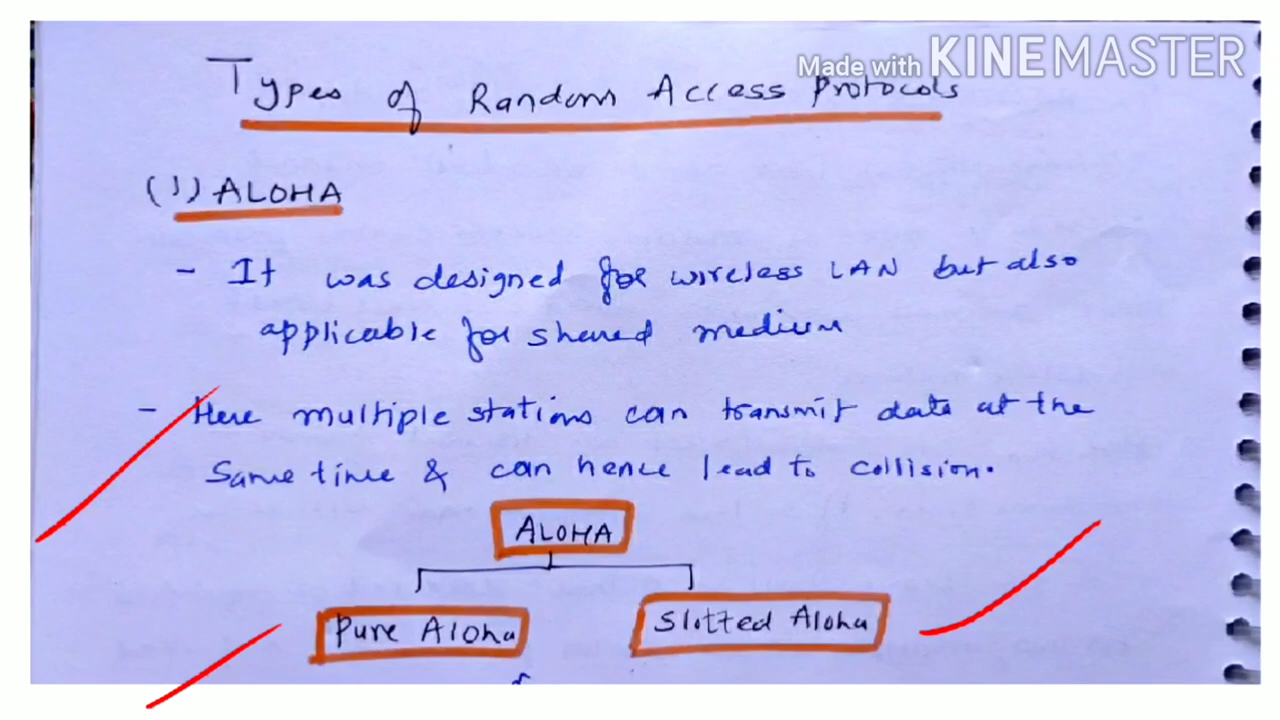 Made with KINEMASTER
Types of Random Access Protocols
(1) ALOHA
- It was designed for wireless LAN but also
applicable for shared medium
- Here multiple stations can transmit data at the
Same time & can hence lead to collision.
ALOHA
Pure Aloha
Slotted Aloha